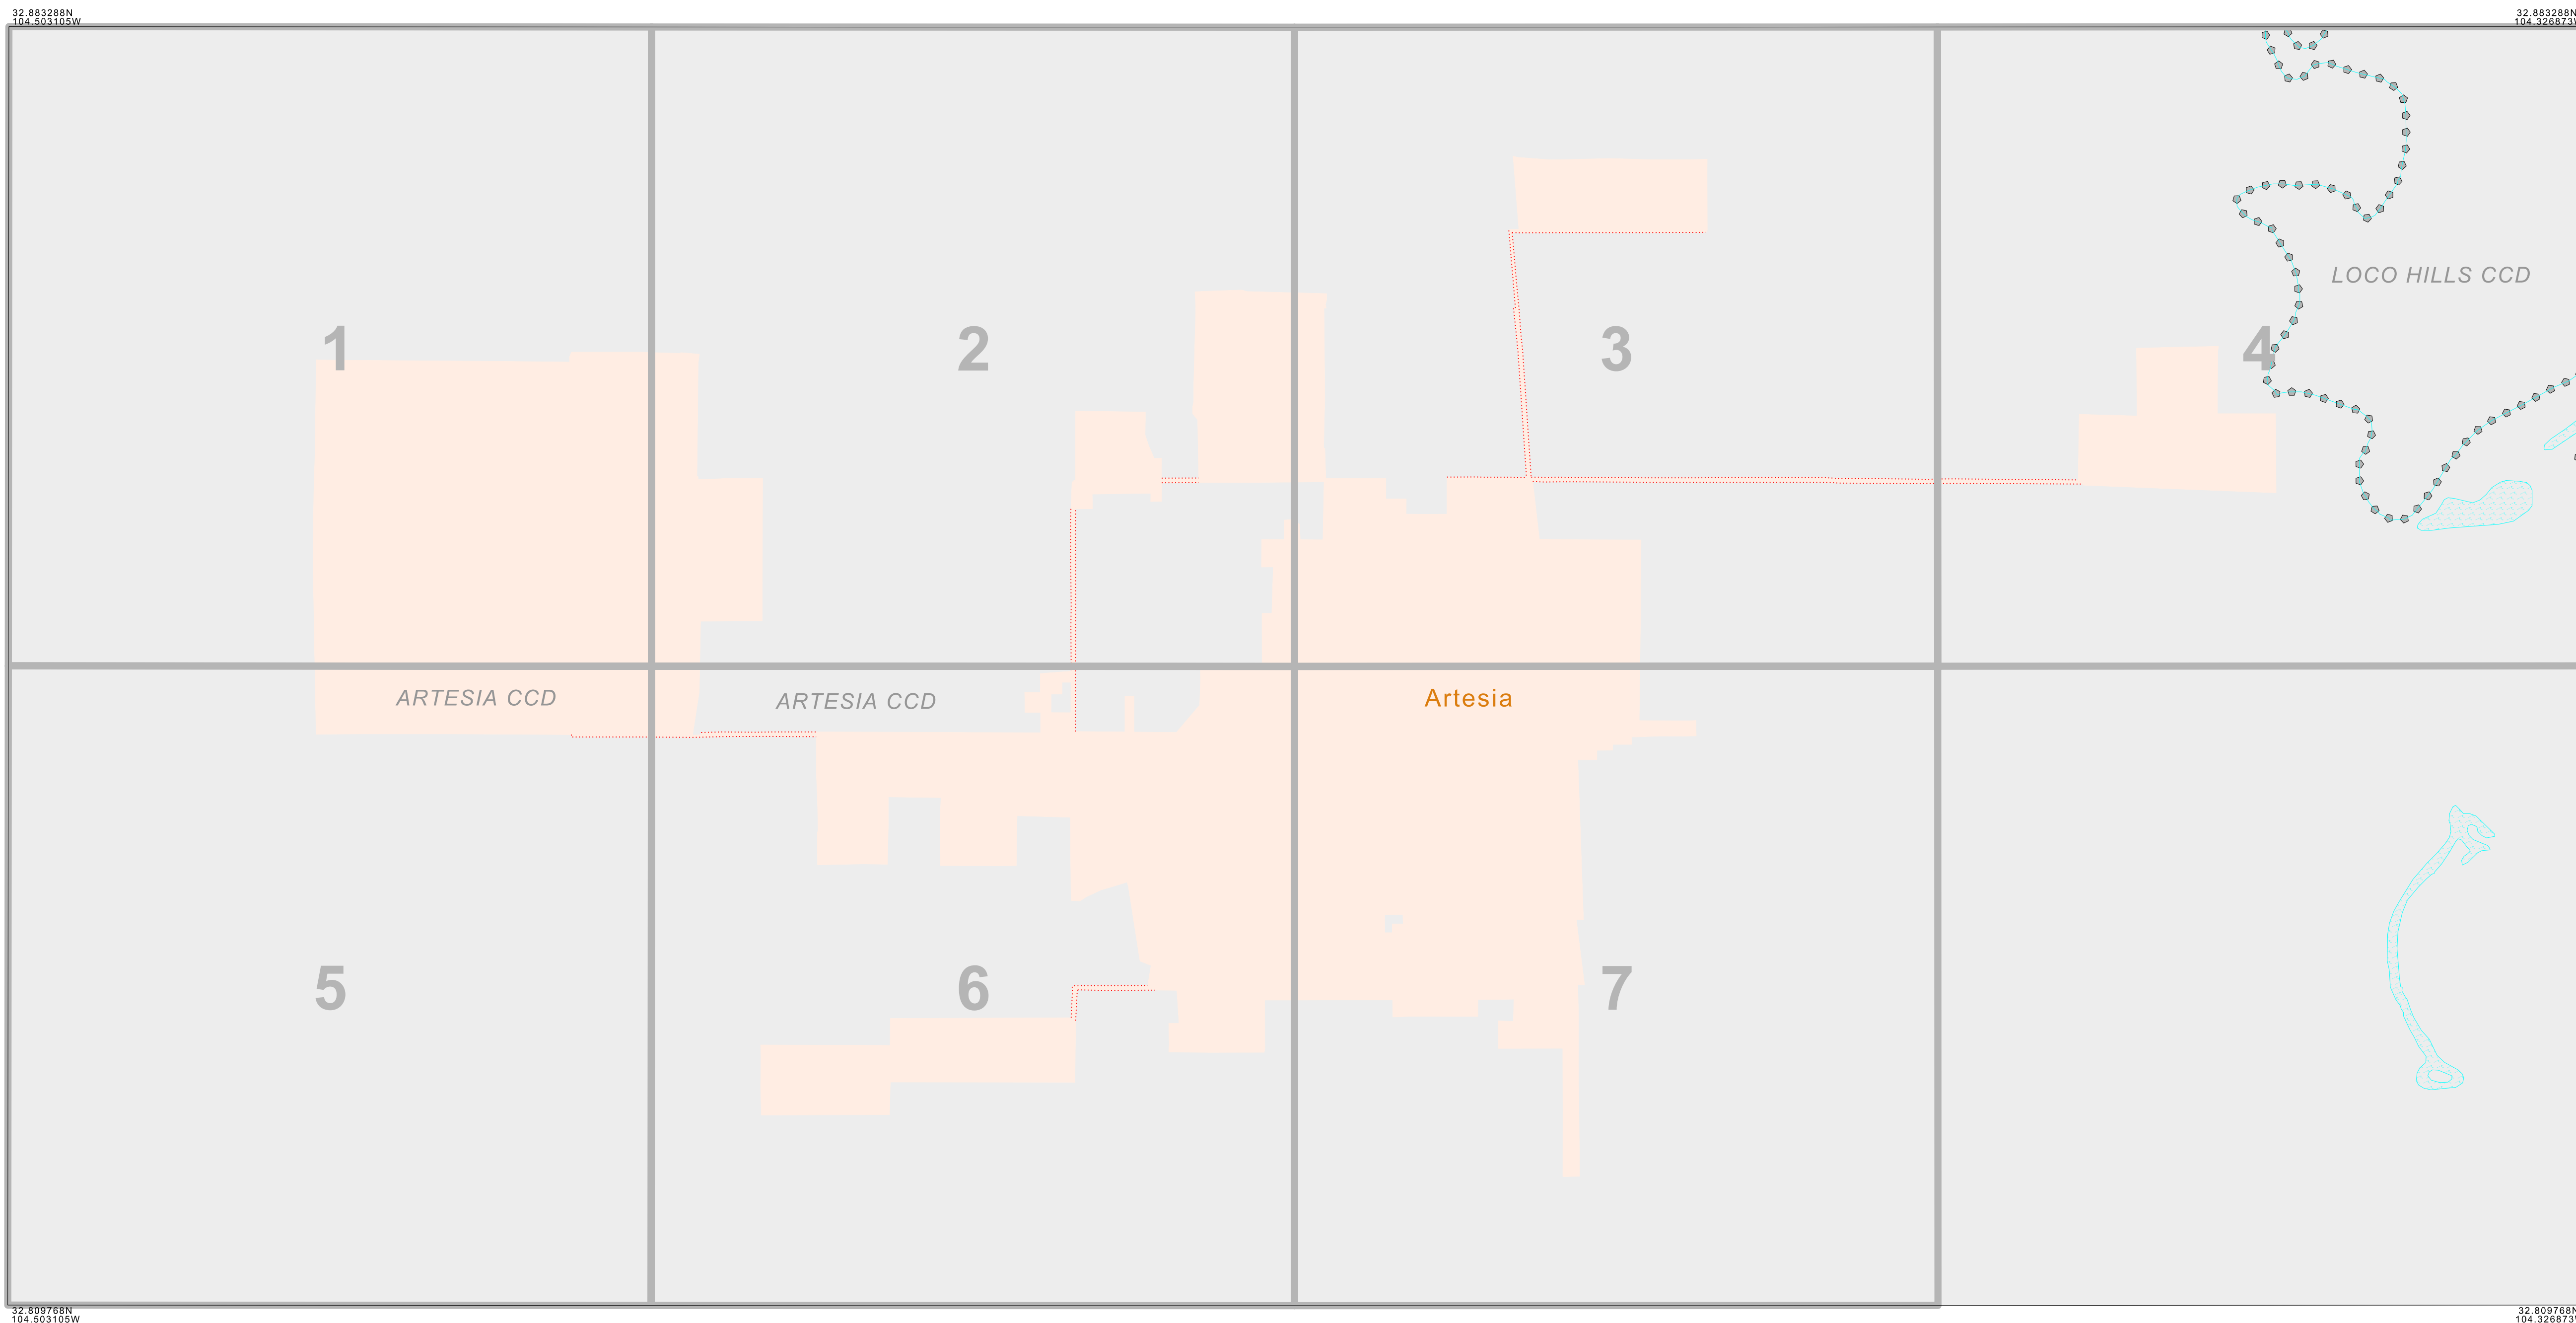 32.883288N
104.503105W
32.883288N
104.326873W
LOCO HILLS CCD
1
2
3
4
ARTESIA CCD
ARTESIA CCD
Artesia
5
6
7
32.809768N
104.503105W
32.809768N
104.326873W